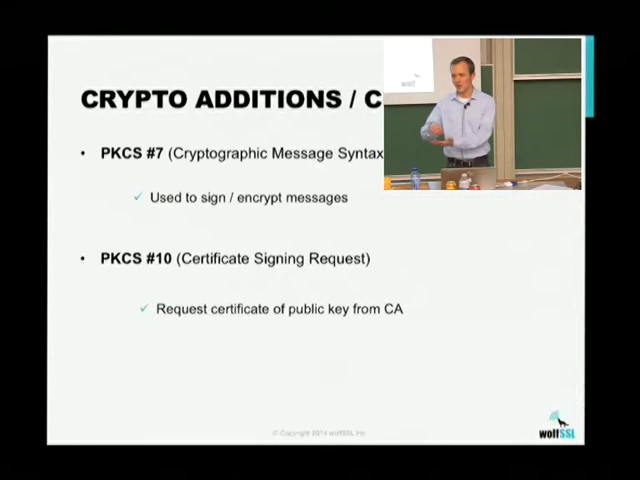 CRYPTO ADDITIONS / C
• PKCS #7 (Cryptographic Message Syntax
✓ Used to sign / encrypt messages
• PKCS #10 (Certificate Signing Request)
✓ Request certificate of public key from CA
© Copyright 2014 wolfSSL Inc.
wolfSSL